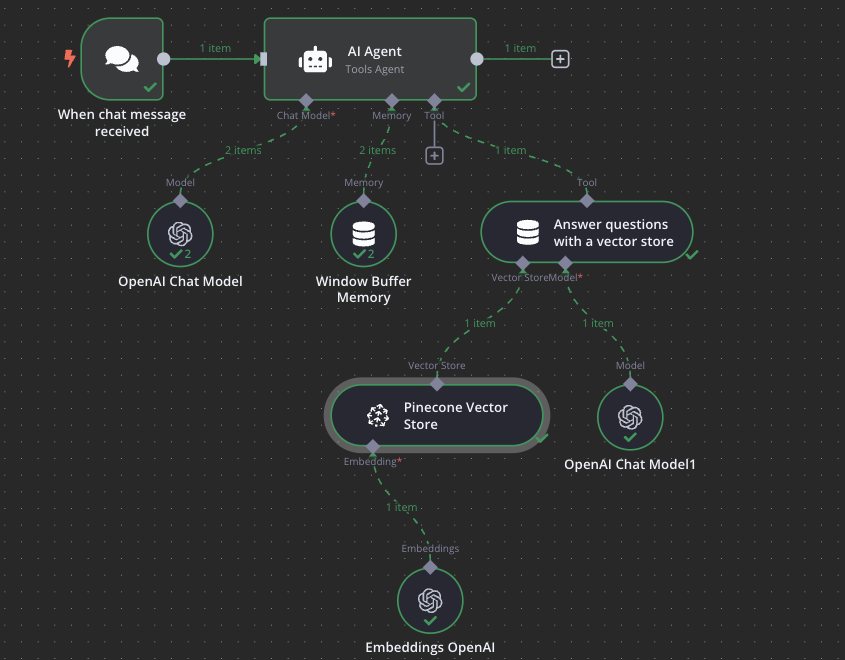 1 item
AI Agent
Tools Agent
1 item
When chat message
received
Chat Model*
Memory
Tool
2 items
2 items
1 item
Model
Memory
Tool
2
2
Answer questions
with a vector store
OpenAI Chat Model
Window Buffer
Memory
Vector Store
Model*
1 item
1 item
Vector Store
Model
Pinecone Vector
Store
Embedding*
OpenAI Chat Model1
1 item
Embeddings
Embeddings OpenAI